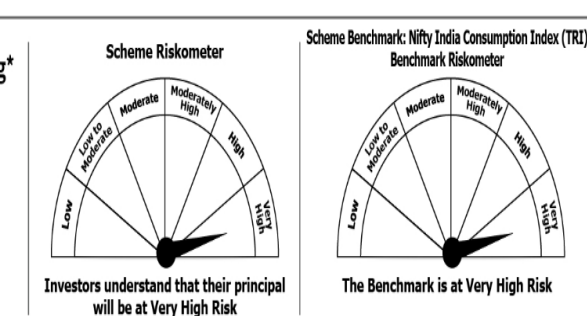 Scheme Riskometer
Low
Low to
Moderate
Moderate
Moderately
High
High
Very
High
Investors understand that their principal
will be at Very High Risk
Scheme Benchmark: Nifty India Consumption Index (TRI)
Benchmark Riskometer
Low
Low to
Moderate
Moderate
Moderately
High
High
Very
High
The Benchmark is at Very High Risk